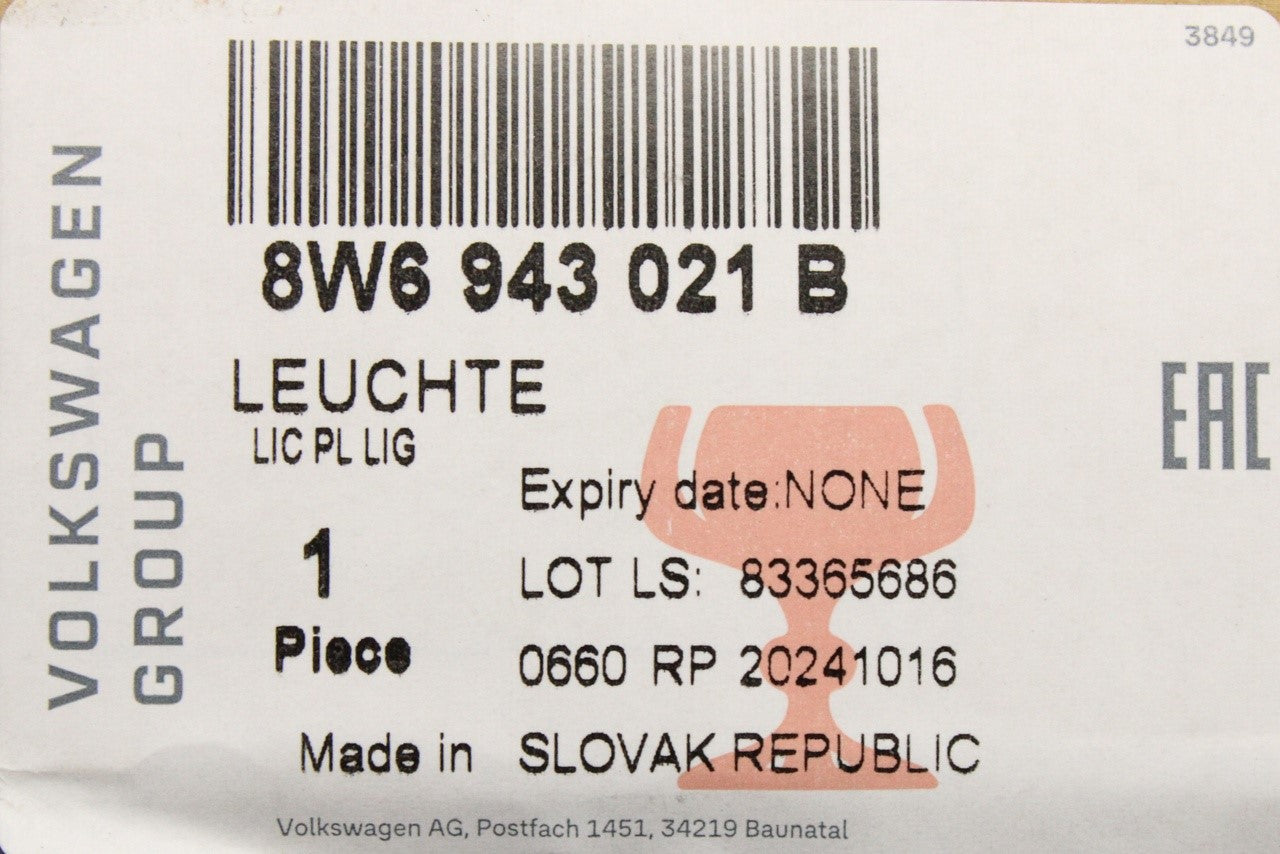 3849
VOLKSWAGEN
GROUP
8W6 943 021 B
LEUCHTE
LIC PL LIG
EAC
Expiry date:NONE
1
LOT LS: 83365686
Piece
0660 RP 20241016
Made in SLOVAK REPUBLIC
Volkswagen AG, Postfach 1451, 34219 Baunatal